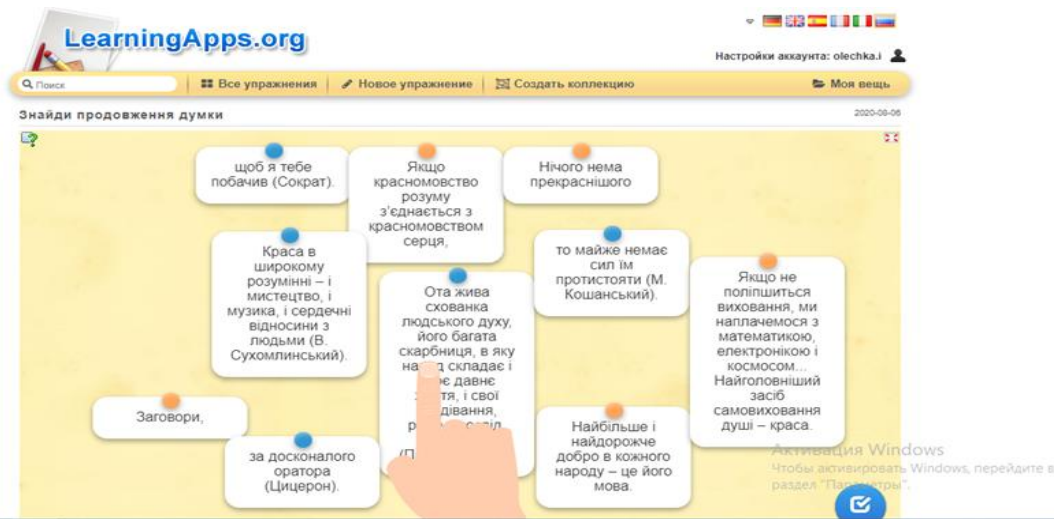 LearningApps.org
Настройки аккаунта: olechka.i
Поиск
Все упражнения
Новое упражнение
Создать коллекцию
Моя вещь
Знайди продовження думки
2020-08-06
щоб я тебе
побачив (Сократ).
Якщо
красномовство
розуму
з'єднається з
красномовством
серця,
Нічого нема
прекраснішого
Краса в
широкому
розумінні – і
мистецтво, і
музика, і сердечні
відносини з
людьми (В.
Сухомлинський).
Ота жива
схованка
людського духу,
його багата
скарбниця, в яку
складає і
давнє
і свої
то майже немає
сил їм
протистояти (М.
Кошанський).
Якщо не
поліпшиться
виховання, ми
наплачемося з
математикою,
електронікою і
космосом...
Найголовніший
засіб
самовиховання
душі – краса.
Заговори,
за досконалого
оратора
(Цицерон).
Найбільше і
найдорожче
добро в кожного
народу – це його
мова.
Активация Windows
Чтобы активировать Windows, перейдите в
раздел "Параметры".